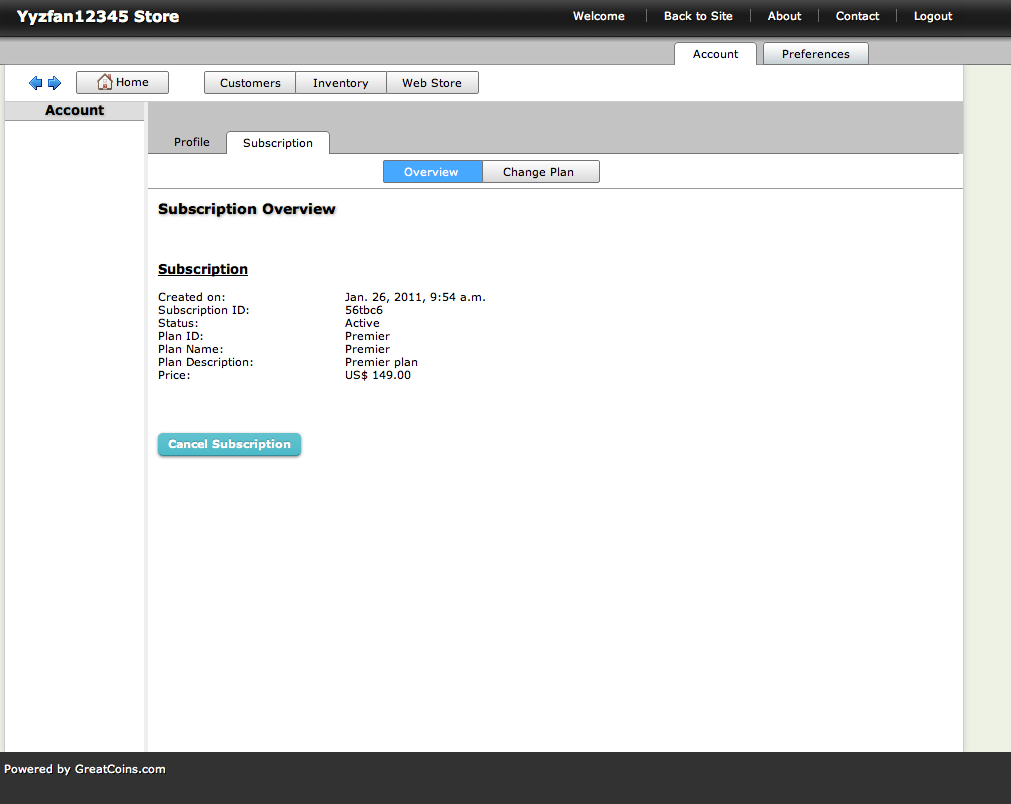 Yyzfan12345 Store
Welcome Back to Site About Contact Logout
Account Preferences
Home Customers Inventory Web Store
Account
Profile Subscription
Overview Change Plan
Subscription Overview
Subscription
Created on: Jan. 26, 2011, 9:54 a.m.
Subscription ID: 56tbc6
Status: Active
Plan ID: Premier
Plan Name: Premier
Plan Description: Premier plan
Price: US$ 149.00
Cancel Subscription
Powered by GreatCoins.com